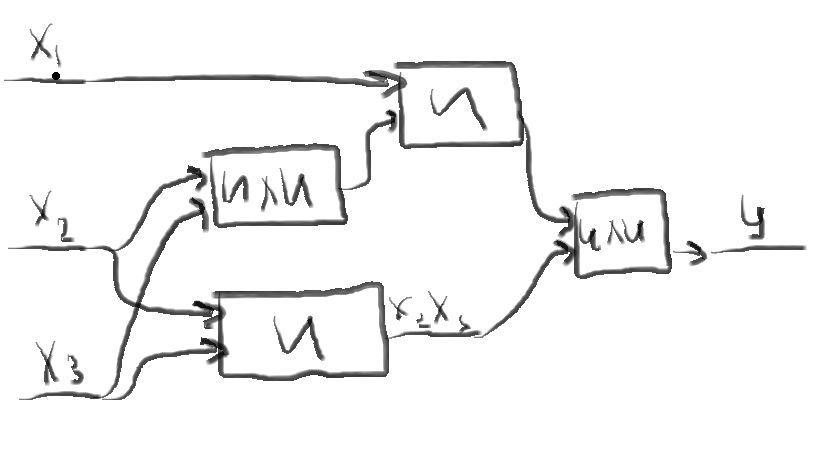 X₁
И
ИЛИ
X₂
ИЛИ
y
X₂X₃
И
X₃